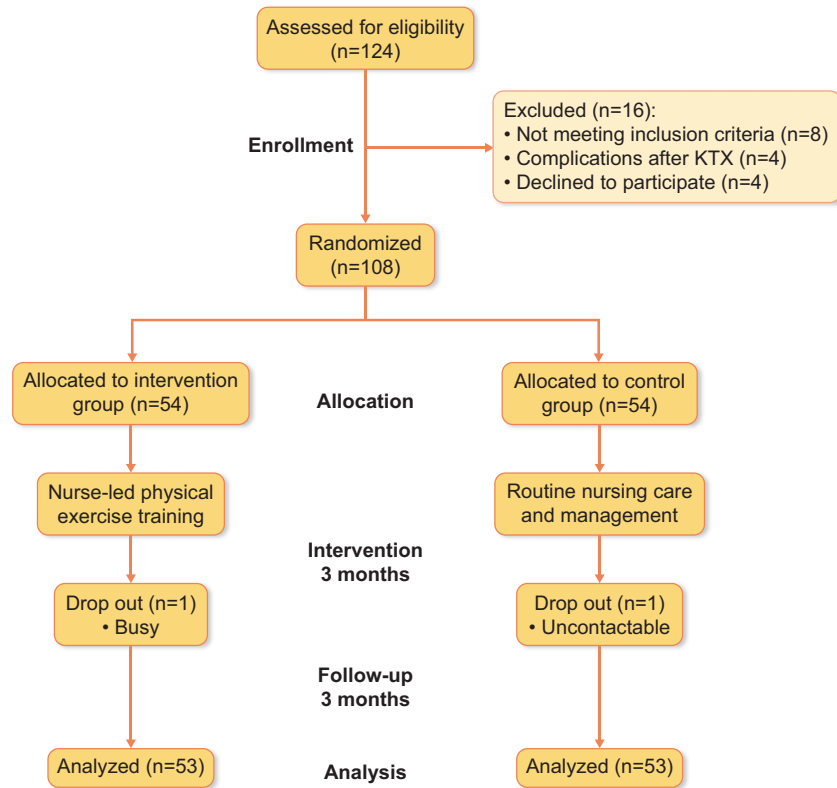 Assessed for eligibility
(n=124)
Enrollment
Excluded (n=16):
• Not meeting inclusion criteria (n=8)
• Complications after KTX (n=4)
• Declined to participate (n=4)
Randomized
(n=108)
Allocated to intervention
group (n=54)
Allocation
Allocated to control
group (n=54)
Nurse-led physical
exercise training
Routine nursing care
and management
Intervention
3 months
Drop out (n=1)
• Busy
Drop out (n=1)
• Uncontactable
Follow-up
3 months
Analyzed (n=53)
Analysis
Analyzed (n=53)